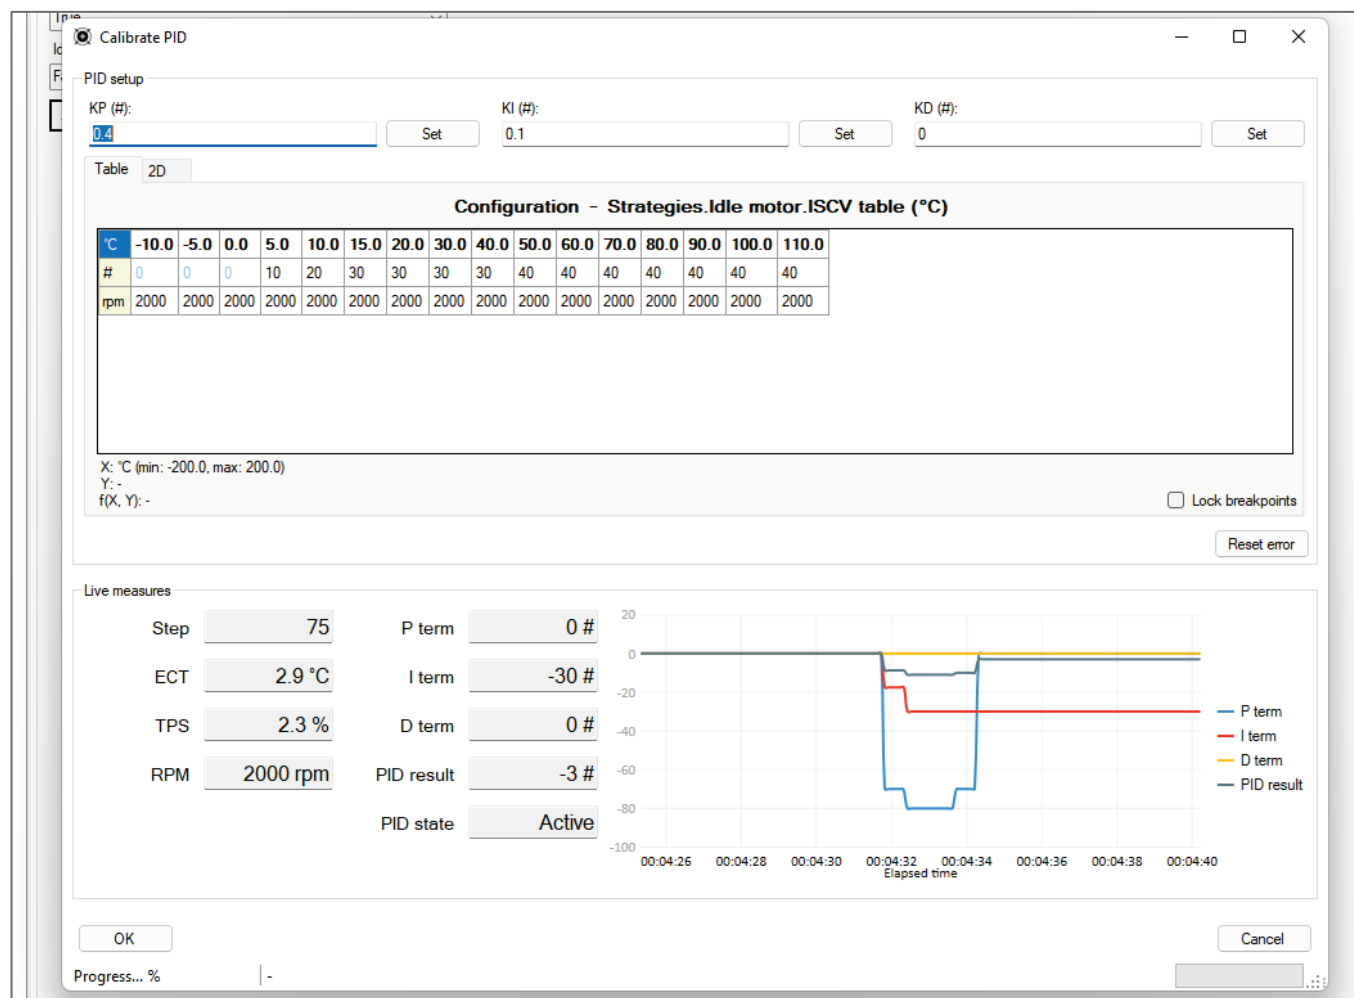 True
Calibrate PID
PID setup
KP (#): KI (#): KD (#):
0.4 Set 0.1 Set 0 Set
Table 2D
Configuration - Strategies.Idle motor.ISCV table (°C)
°C -10.0 -5.0 0.0 5.0 10.0 15.0 20.0 30.0 40.0 50.0 60.0 70.0 80.0 90.0 100.0 110.0
# 0 0 0 10 20 30 30 30 30 40 40 40 40 40 40 40
rpm 2000 2000 2000 2000 2000 2000 2000 2000 2000 2000 2000 2000 2000 2000 2000 2000
X: °C (min: -200.0, max: 200.0)
Y: -
f(X, Y): -
Lock breakpoints
Reset error
Live measures
Step 75 P term 0 #
ECT 2.9 °C I term -30 #
TPS 2.3 % D term 0 #
RPM 2000 rpm PID result -3 #
PID state Active
20
0
-20
-40
-60
-80
-100
00:04:26 00:04:28 00:04:30 00:04:32 00:04:34 00:04:36 00:04:38 00:04:40
Elapsed time
P term
I term
D term
PID result
OK Cancel
Progress... % -